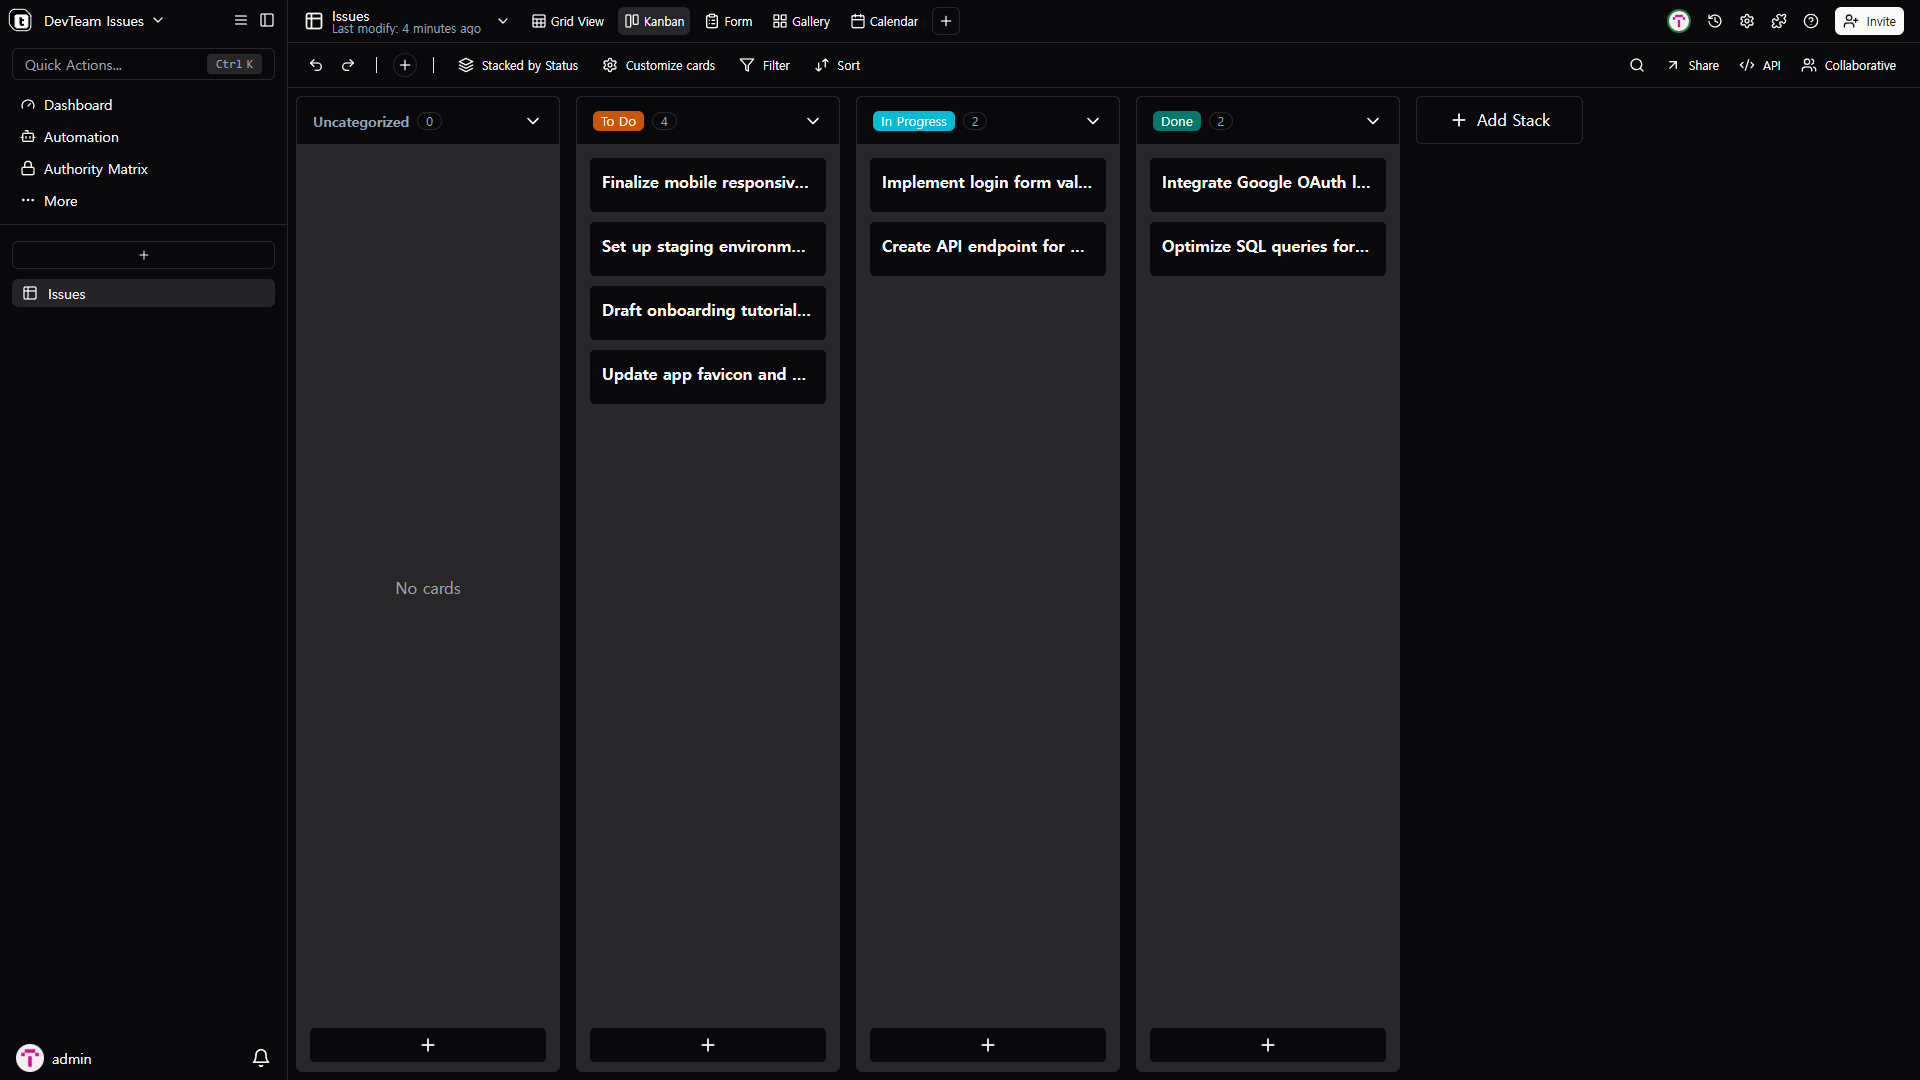 DevTeam Issues
Quick Actions...
Ctrl K
Dashboard
Automation
Authority Matrix
More
Issues
admin
Issues
Last modify: 4 minutes ago
Grid View
Kanban
Form
Gallery
Calendar
Invite
Stacked by Status
Customize cards
Filter
Sort
Share
API
Collaborative
Uncategorized 0
No cards
To Do 4
Finalize mobile responsiv...
Set up staging environm...
Draft onboarding tutorial...
Update app favicon and ...
In Progress 2
Implement login form val...
Create API endpoint for ...
Done 2
Integrate Google OAuth l...
Optimize SQL queries for...
Add Stack